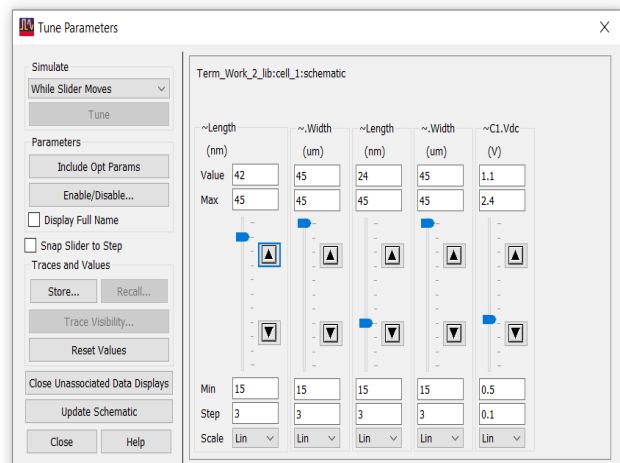 Tune Parameters
Simulate
While Slider Moves
Tune
Parameters
Include Opt Params
Enable/Disable...
Display Full Name
Snap Slider to Step
Traces and Values
Store... Recall...
Trace Visibility...
Reset Values
Close Unassociated Data Displays
Update Schematic
Close Help
Term_Work_2_lib:cell_1:schematic
~Length ~.Width ~Length ~.Width ~C1.Vdc
(nm) (um) (nm) (um) (V)
Value 42 45 24 45 1.1
Max 45 45 45 45 2.4
Min 15 15 15 15 0.5
Step 3 3 3 3 0.1
Scale Lin Lin Lin Lin Lin